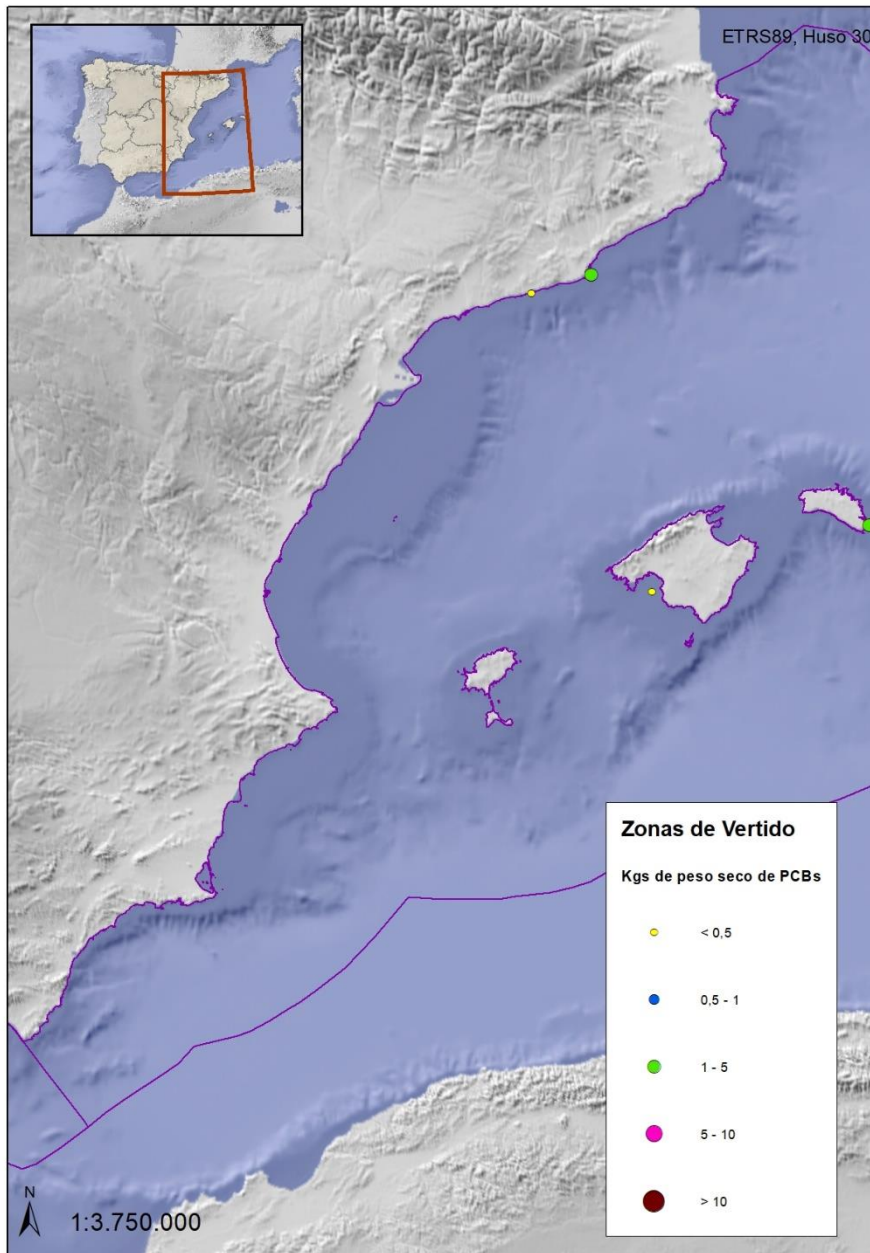 ETRS89, Huso 30
Zonas de Vertido
Kgs de peso seco de PCBs
< 0,5
0,5 - 1
1 - 5
5 - 10
> 10
N
1:3.750.000